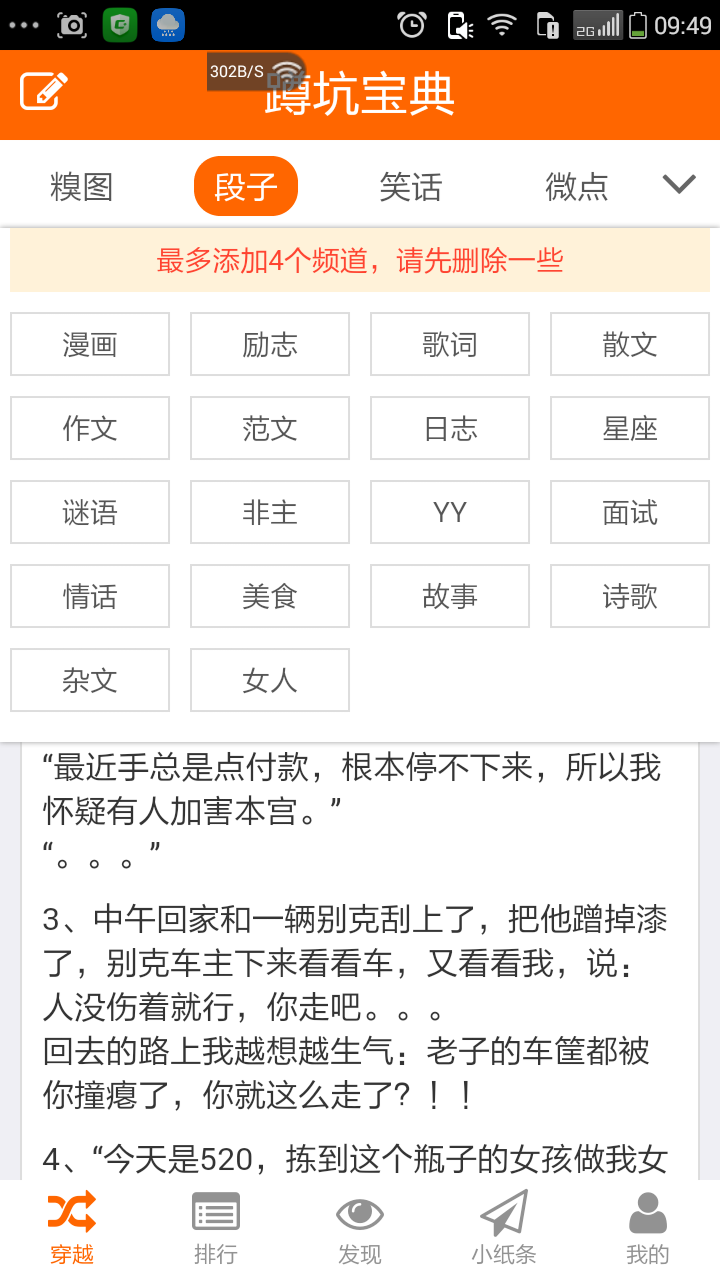 2G 09:49
302B/S
蹲坑宝典
糗图 段子 笑话 微点
最多添加4个频道，请先删除一些
漫画 励志 歌词 散文
作文 范文 日志 星座
谜语 非主 YY 面试
情话 美食 故事 诗歌
杂文 女人
“最近手总是点付款，根本停不下来，所以我
怀疑有人加害本宫。”
“。。。”
3、中午回家和一辆别克刮上了，把他蹭掉漆
了，别克车主下来看看车，又看看我，说：
人没伤着就行，你走吧。。。
回去的路上我越想越生气：老子的车筐都被
你撞瘪了，你就这么走了？！！
4、“今天是520，拣到这个瓶子的女孩做我女
穿越 排行 发现 小纸条 我的